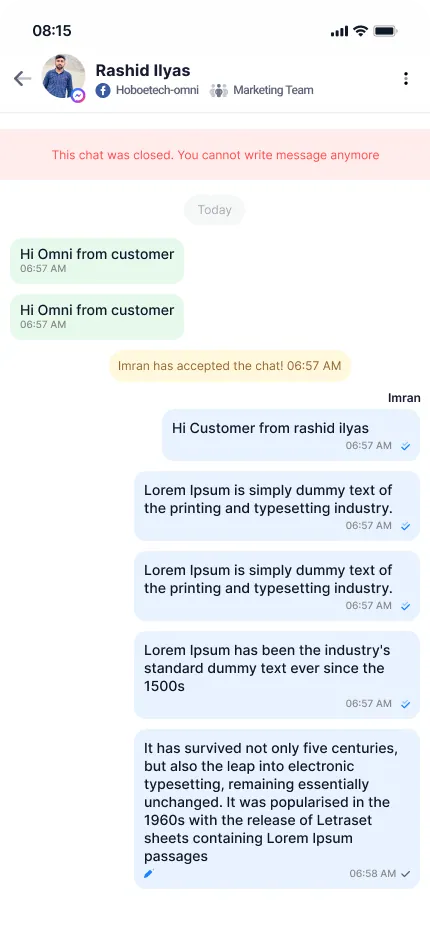 08:15
Rashid Ilyas
Hoboetech-omni Marketing Team
This chat was closed. You cannot write message anymore
Today
Hi Omni from customer
06:57 AM
Hi Omni from customer
06:57 AM
Imran has accepted the chat! 06:57 AM
Imran
Hi Customer from rashid ilyas
06:57 AM
Lorem Ipsum is simply dummy text of
the printing and typesetting industry.
06:57 AM
Lorem Ipsum is simply dummy text of
the printing and typesetting industry.
06:57 AM
Lorem Ipsum has been the industry's
standard dummy text ever since the
1500s
06:57 AM
It has survived not only five centuries,
but also the leap into electronic
typesetting, remaining essentially
unchanged. It was popularised in the
1960s with the release of Letraset
sheets containing Lorem Ipsum
passages
06:58 AM